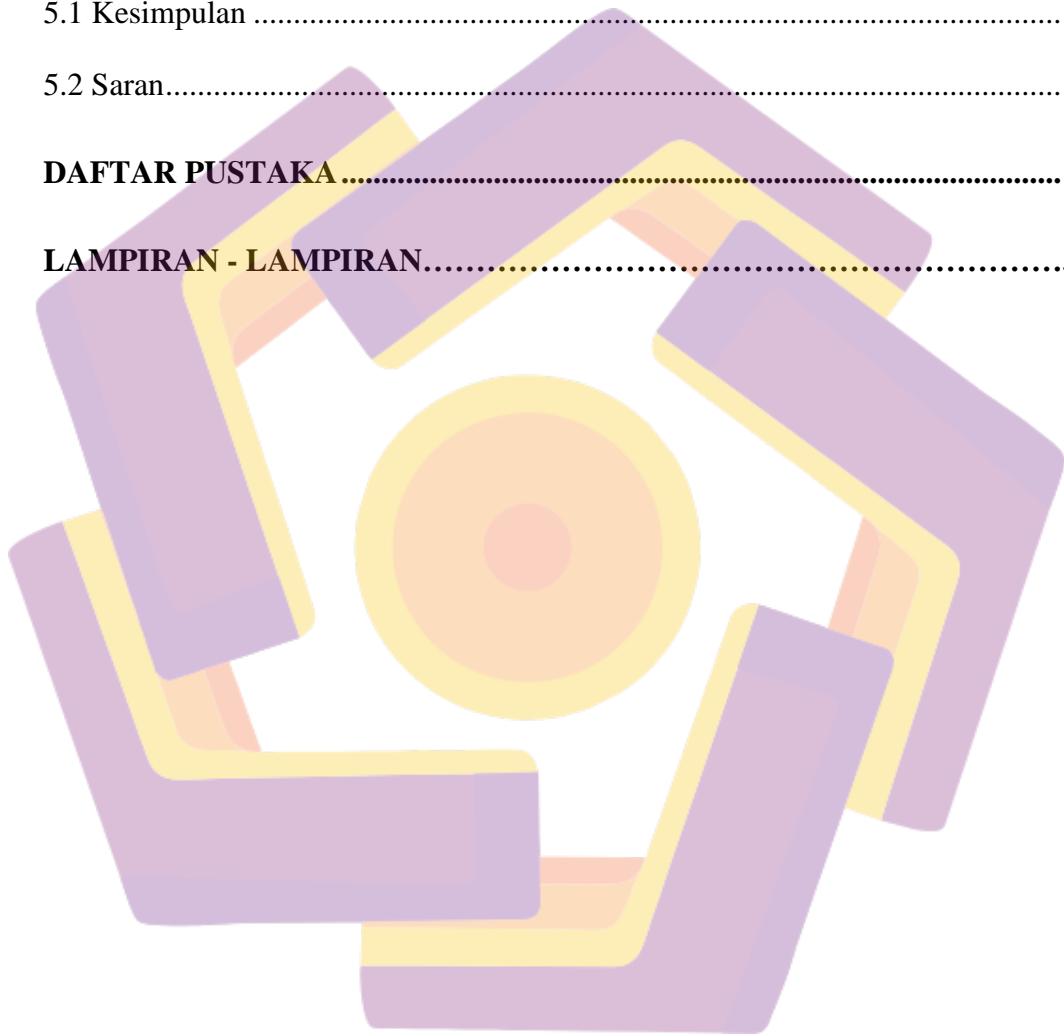 5.1 Kesimpulan ......................................................................................................
5.2 Saran.................................................................................................................
DAFTAR PUSTAKA ...........................................................................................
LAMPIRAN - LAMPIRAN……………………………………………………………